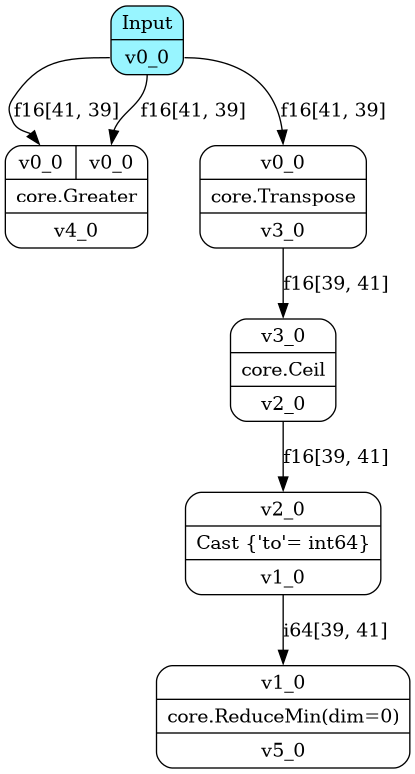 Input
v0_0
f16[41, 39]
f16[41, 39]
f16[41, 39]
v0_0
v0_0
core.Greater
v4_0
v0_0
core.Transpose
v3_0
f16[39, 41]
v3_0
core.Ceil
v2_0
f16[39, 41]
v2_0
Cast {'to'= int64}
v1_0
i64[39, 41]
v1_0
core.ReduceMin(dim=0)
v5_0